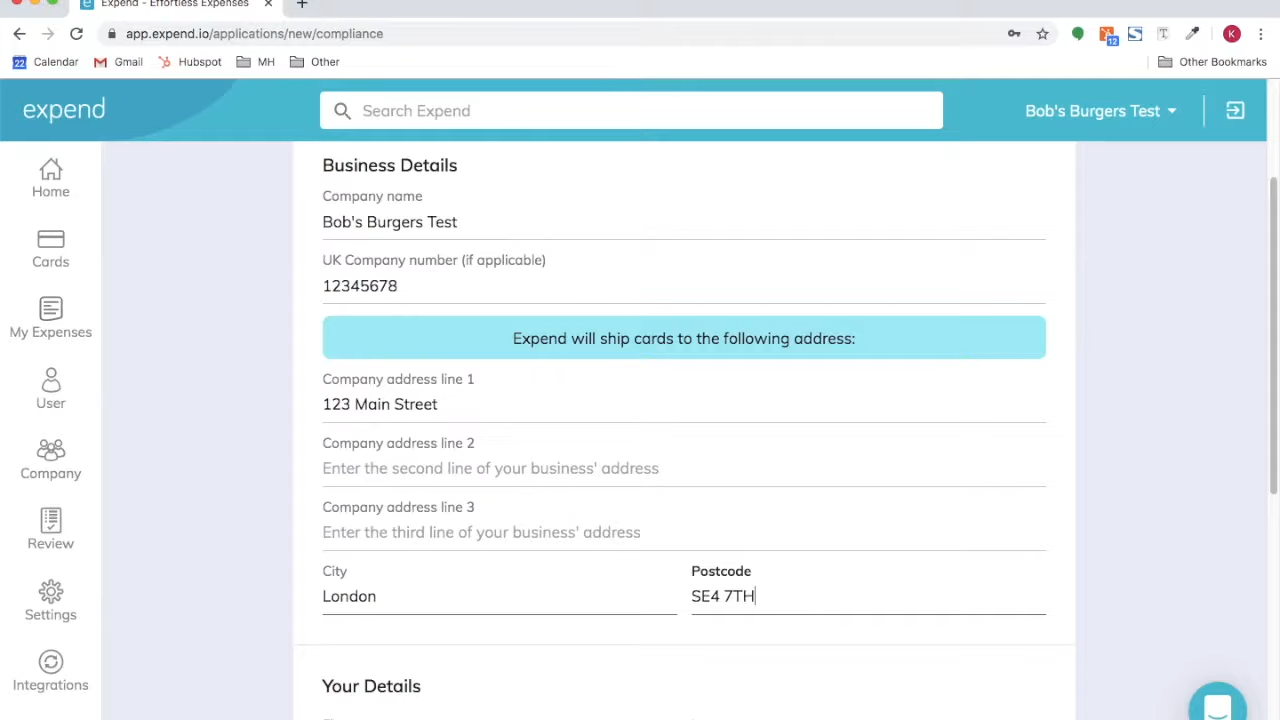 Expend - Effortless Expenses
app.expend.io/applications/new/compliance
12
K
22 Calendar Gmail Hubspot MH Other Other Bookmarks
expend Search Expend Bob's Burgers Test
Home
Cards
My Expenses
User
Company
Review
Settings
Integrations
Business Details
Company name
Bob's Burgers Test
UK Company number (if applicable)
12345678
Expend will ship cards to the following address:
Company address line 1
123 Main Street
Company address line 2
Enter the second line of your business' address
Company address line 3
Enter the third line of your business' address
City Postcode
London SE4 7TH
Your Details